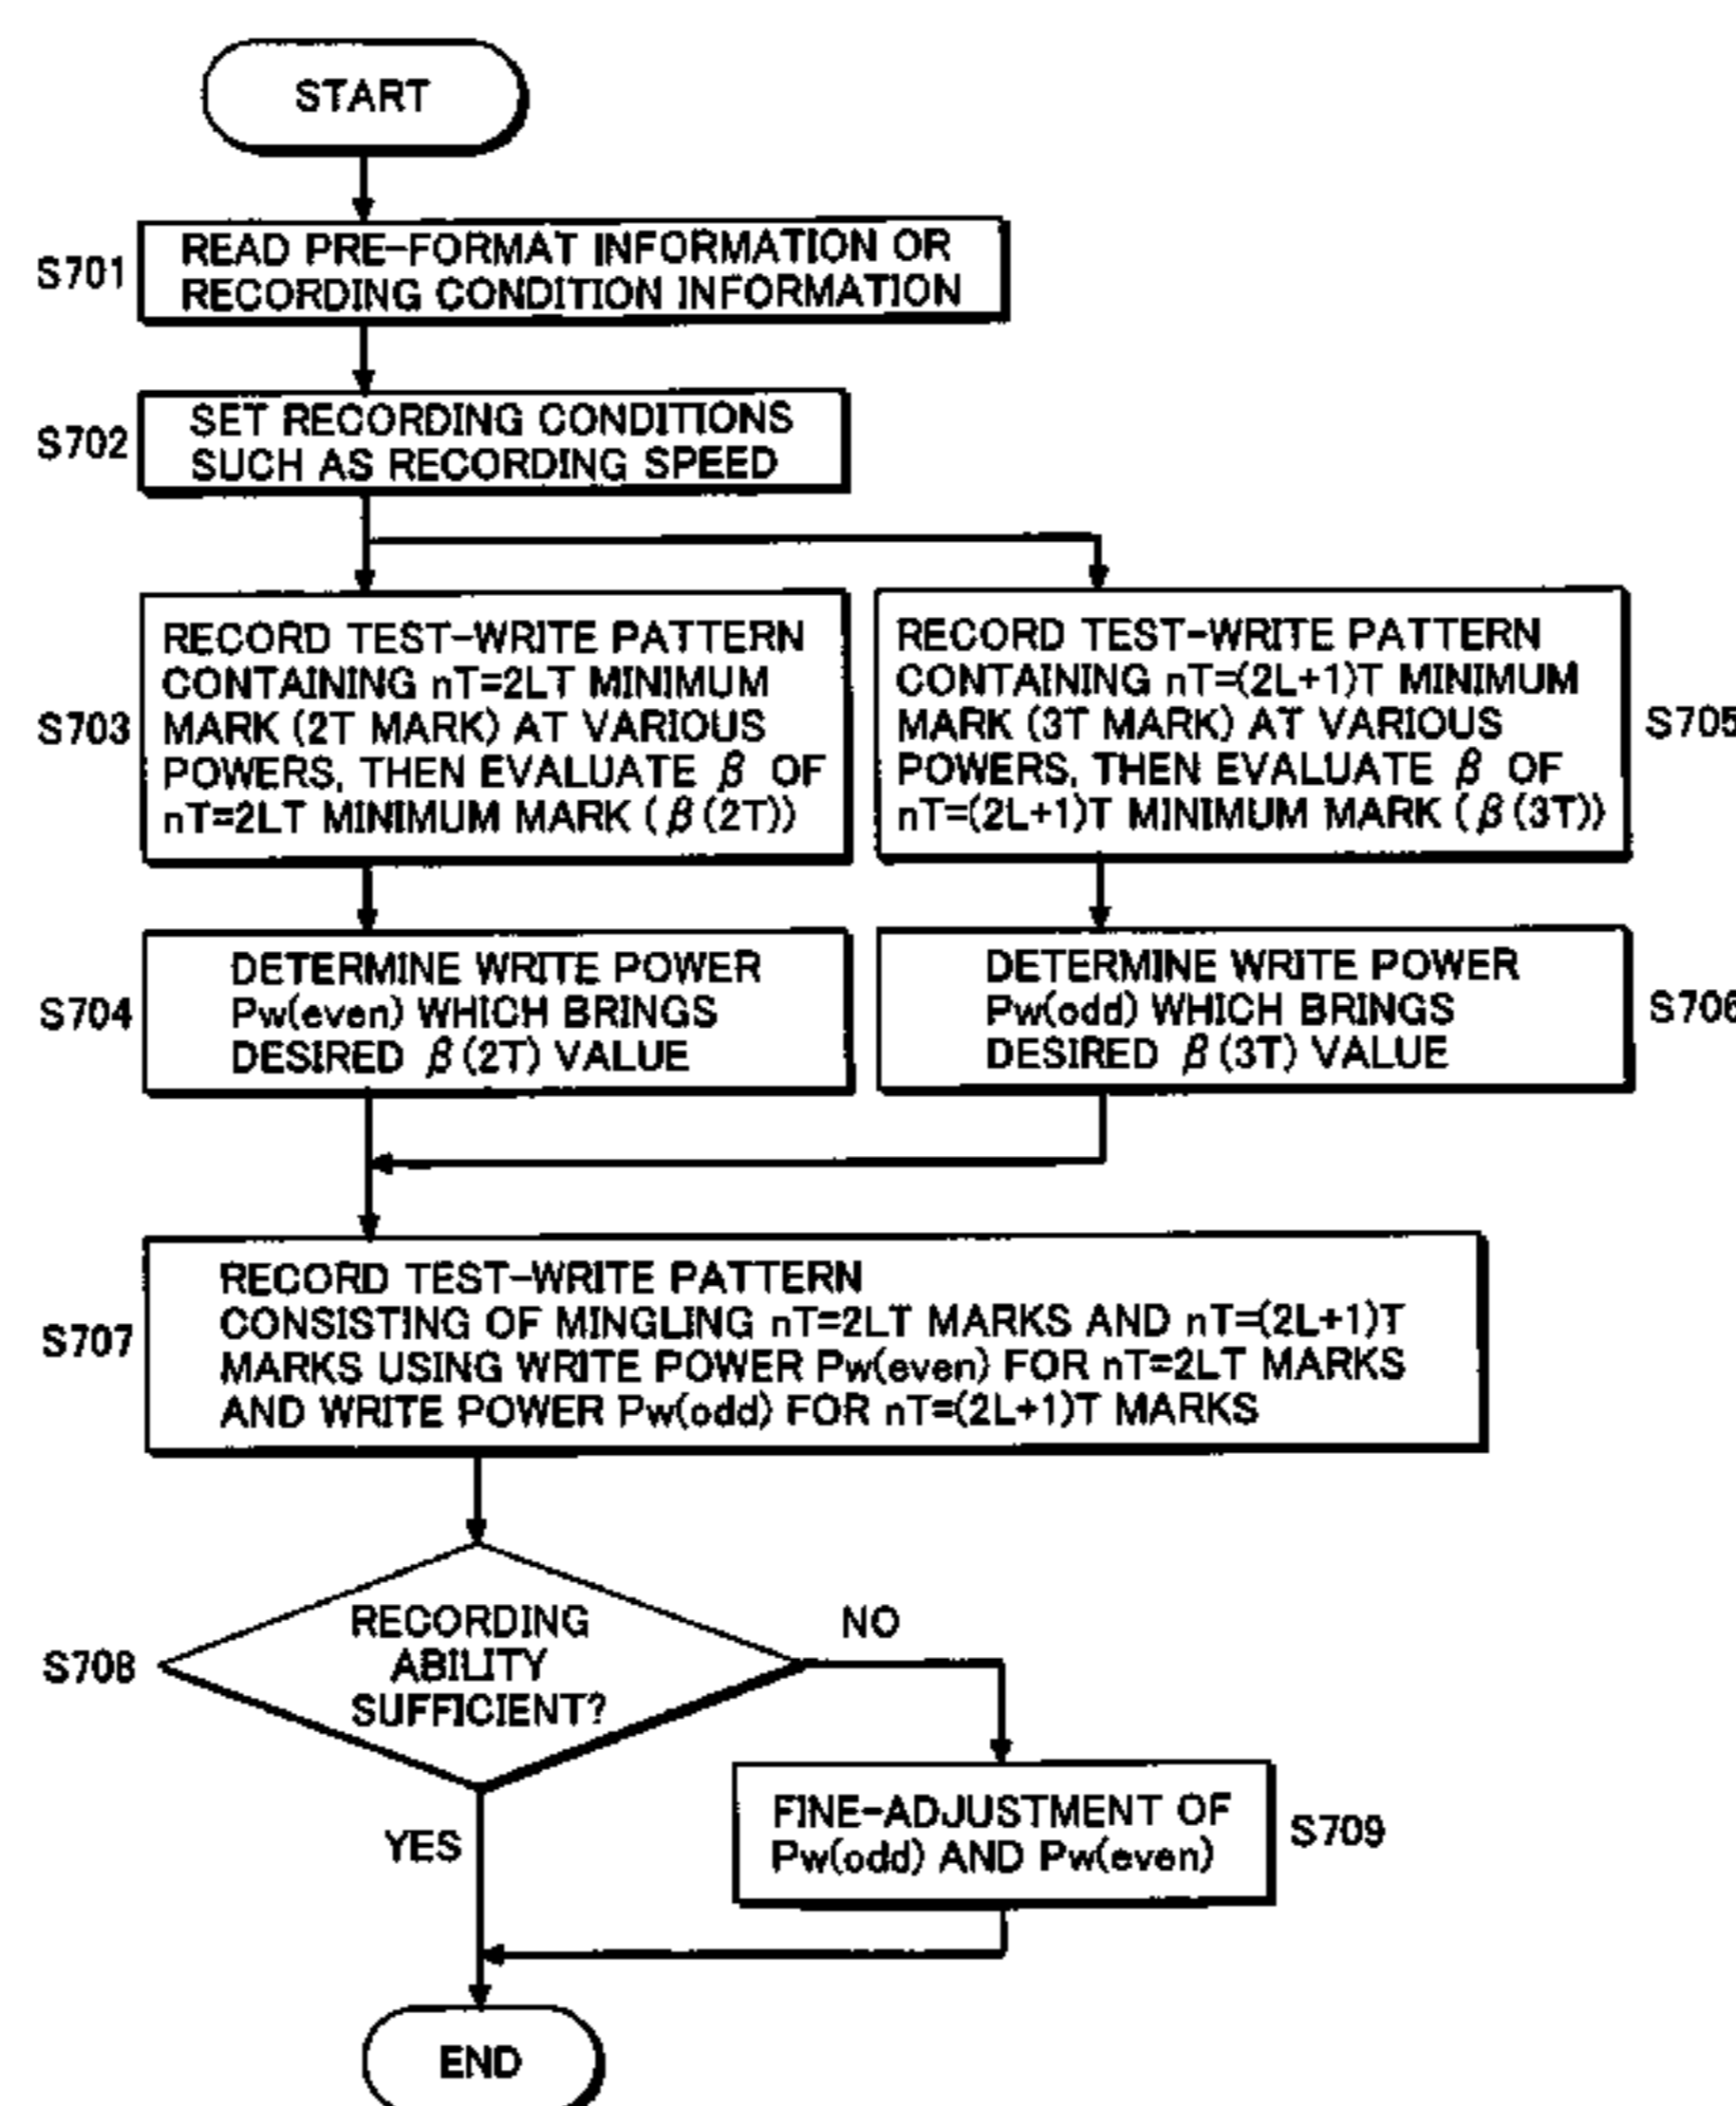 START
S701
READ PRE-FORMAT INFORMATION OR
RECORDING CONDITION INFORMATION
S702
SET RECORDING CONDITIONS
SUCH AS RECORDING SPEED
S703
RECORD TEST-WRITE PATTERN
CONTAINING nT=2LT MINIMUM
MARK (2T MARK) AT VARIOUS
POWERS, THEN EVALUATE β OF
nT=2LT MINIMUM MARK (β(2T))
RECORD TEST-WRITE PATTERN
CONTAINING nT=(2L+1)T MINIMUM
MARK (3T MARK) AT VARIOUS
POWERS, THEN EVALUATE β OF
nT=(2L+1)T MINIMUM MARK (β(3T))
S705
S704
DETERMINE WRITE POWER
Pw(even) WHICH BRINGS
DESIRED β(2T) VALUE
DETERMINE WRITE POWER
Pw(odd) WHICH BRINGS
DESIRED β(3T) VALUE
S706
S707
RECORD TEST-WRITE PATTERN
CONSISTING OF MINGLING nT=2LT MARKS AND nT=(2L+1)T
MARKS USING WRITE POWER Pw(even) FOR nT=2LT MARKS
AND WRITE POWER Pw(odd) FOR nT=(2L+1)T MARKS
S708
RECORDING
ABILITY
SUFFICIENT?
NO
YES
FINE-ADJUSTMENT OF
Pw(odd) AND Pw(even)
S709
END